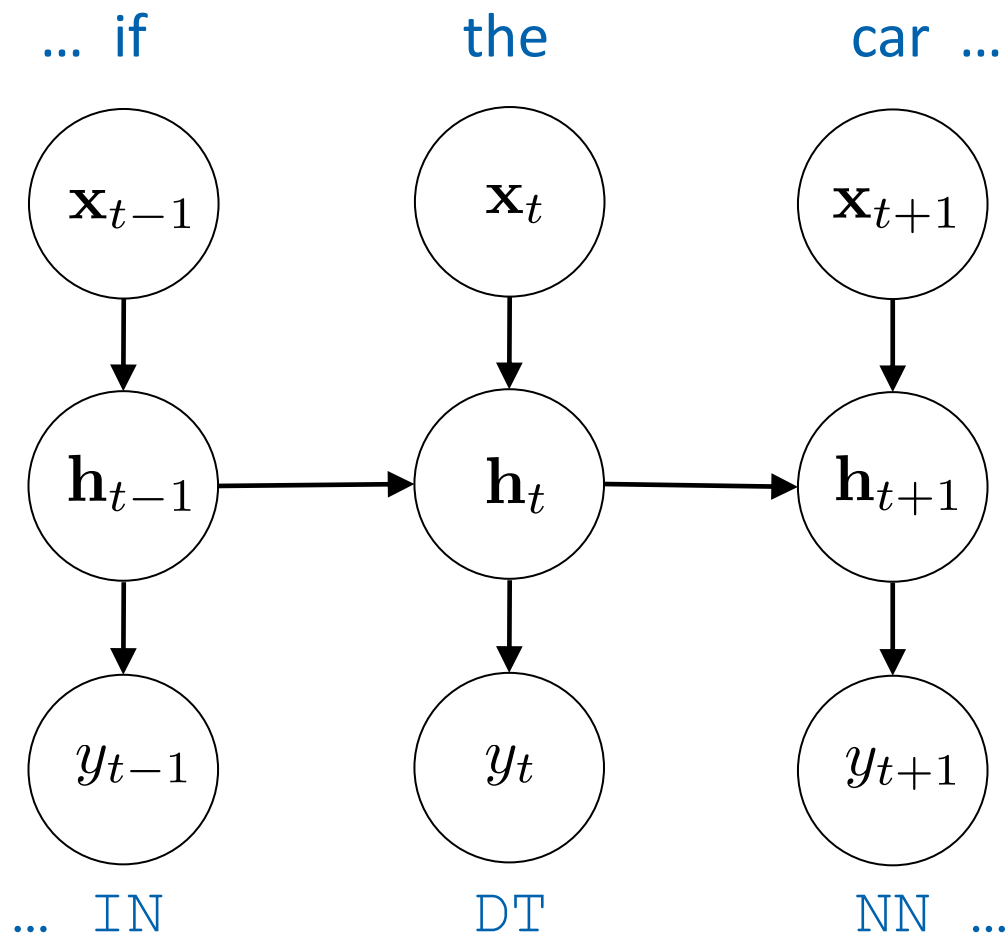 ... if the car ...
𝐱_{t−1} 𝐱_t 𝐱_{t+1}
𝐡_{t−1} 𝐡_t 𝐡_{t+1}
y_{t−1} y_t y_{t+1}
... IN DT NN ...